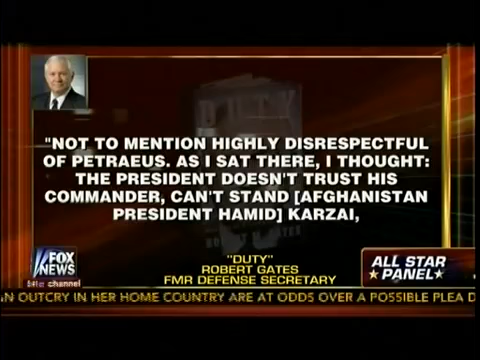 "NOT TO MENTION HIGHLY DISRESPECTFUL
OF PETRAEUS. AS I SAT THERE, I THOUGHT:
THE PRESIDENT DOESN'T TRUST HIS
COMMANDER, CAN'T STAND [AFGHANISTAN
PRESIDENT HAMID] KARZAI,
"DUTY"
ROBERT GATES
FMR DEFENSE SECRETARY
FOX
NEWS
channel
ALL STAR
PANEL
AN OUTCRY IN HER HOME COUNTRY ARE AT ODDS OVER A POSSIBLE PLEA D